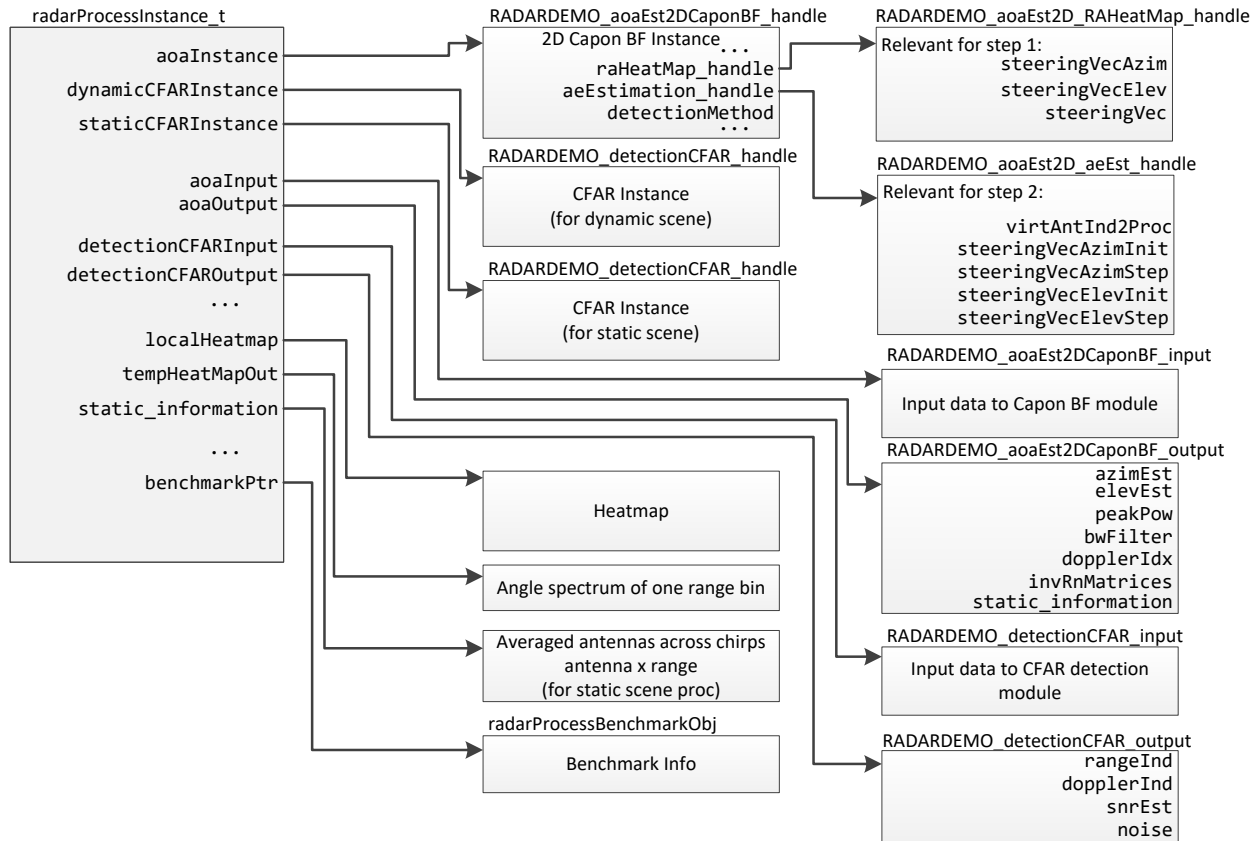 radarProcessInstance_t
aoaInstance
dynamicCFARInstance
staticCFARInstance
aoaInput
aoaOutput
detectionCFARInput
detectionCFAROutput
...
localHeatmap
tempHeatMapOut
static_information
...
benchmarkPtr
RADARDEMO_aoaEst2DCaponBF_handle
2D Capon BF Instance
...
raHeatMap_handle
aeEstimation_handle
detectionMethod
...
RADARDEMO_detectionCFAR_handle
CFAR Instance
(for dynamic scene)
RADARDEMO_detectionCFAR_handle
CFAR Instance
(for static scene)
Heatmap
Angle spectrum of one range bin
Averaged antennas across chirps
antenna x range
(for static scene proc)
radarProcessBenchmarkObj
Benchmark Info
RADARDEMO_aoaEst2D_RAHeatMap_handle
Relevant for step 1:
steeringVecAzim
steeringVecElev
steeringVec
RADARDEMO_aoaEst2D_aeEst_handle
Relevant for step 2:
virtAntInd2Proc
steeringVecAzimInit
steeringVecAzimStep
steeringVecElevInit
steeringVecElevStep
RADARDEMO_aoaEst2DCaponBF_input
Input data to Capon BF module
RADARDEMO_aoaEst2DCaponBF_output
azimEst
elevEst
peakPow
bwFilter
dopplerIdx
invRnMatrices
static_information
RADARDEMO_detectionCFAR_input
Input data to CFAR detection
module
RADARDEMO_detectionCFAR_output
rangeInd
dopplerInd
snrEst
noise